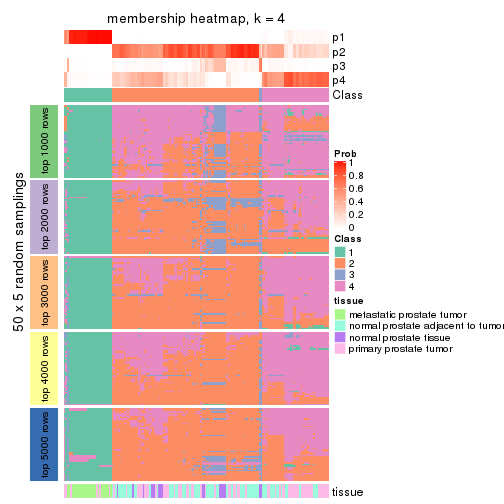 membership heatmap, k = 4
p1
p2
p3
p4
Class
50 x 5 random samplings
top 1000 rows
top 2000 rows
top 3000 rows
top 4000 rows
top 5000 rows
Prob
1
0.8
0.6
0.4
0.2
0
Class
1
2
3
4
tissue
metastatic prostate tumor
normal prostate adjacent to tumor
normal prostate tissue
primary prostate tumor
tissue